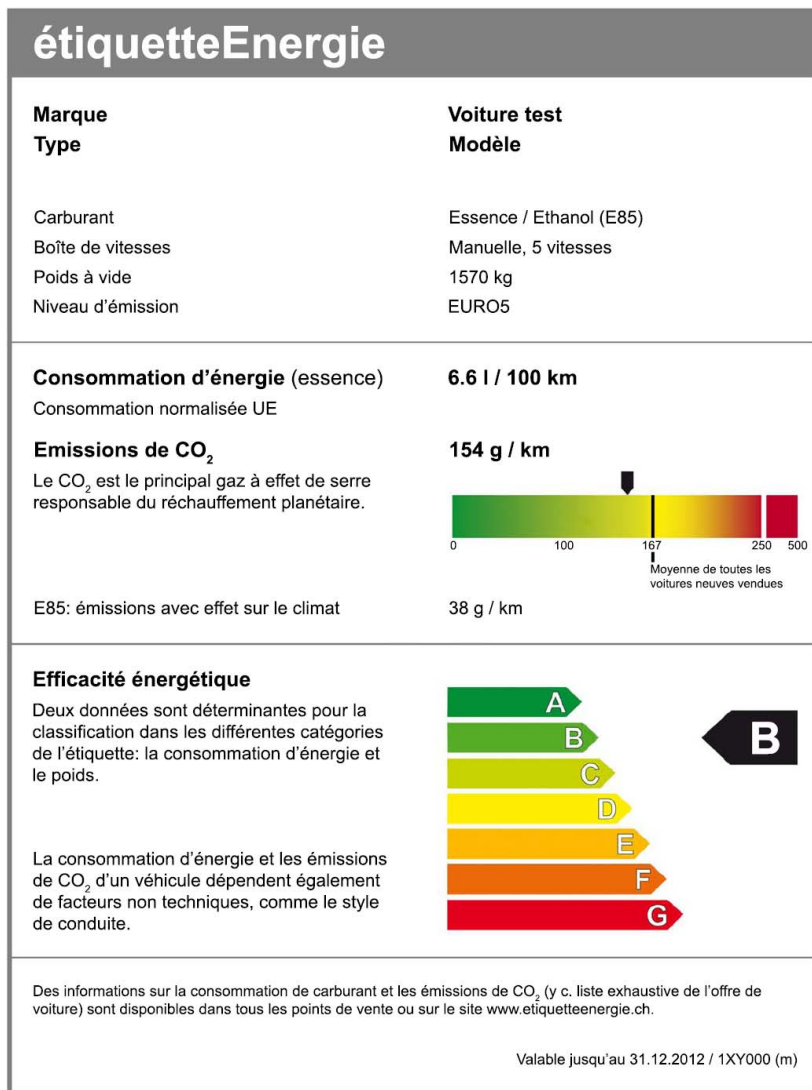 étiquetteEnergie
Marque Voiture test
Type Modèle
Carburant Essence / Ethanol (E85)
Boîte de vitesses Manuelle, 5 vitesses
Poids à vide 1570 kg
Niveau d'émission EURO5
Consommation d'énergie (essence) 6.6 l / 100 km
Consommation normalisée UE
Emissions de CO₂ 154 g / km
Le CO₂ est le principal gaz à effet de serre
responsable du réchauffement planétaire.
0 100 167 250 500
Moyenne de toutes les
voitures neuves vendues
E85: émissions avec effet sur le climat 38 g / km
Efficacité énergétique
Deux données sont déterminantes pour la
classification dans les différentes catégories
de l'étiquette: la consommation d'énergie et
le poids.
La consommation d'énergie et les émissions
de CO₂ d'un véhicule dépendent également
de facteurs non techniques, comme le style
de conduite.
A
B
C
D
E
F
G
B
Des informations sur la consommation de carburant et les émissions de CO₂ (y c. liste exhaustive de l'offre de
voiture) sont disponibles dans tous les points de vente ou sur le site www.etiquetteenergie.ch.
Valable jusqu'au 31.12.2012 / 1XY000 (m)